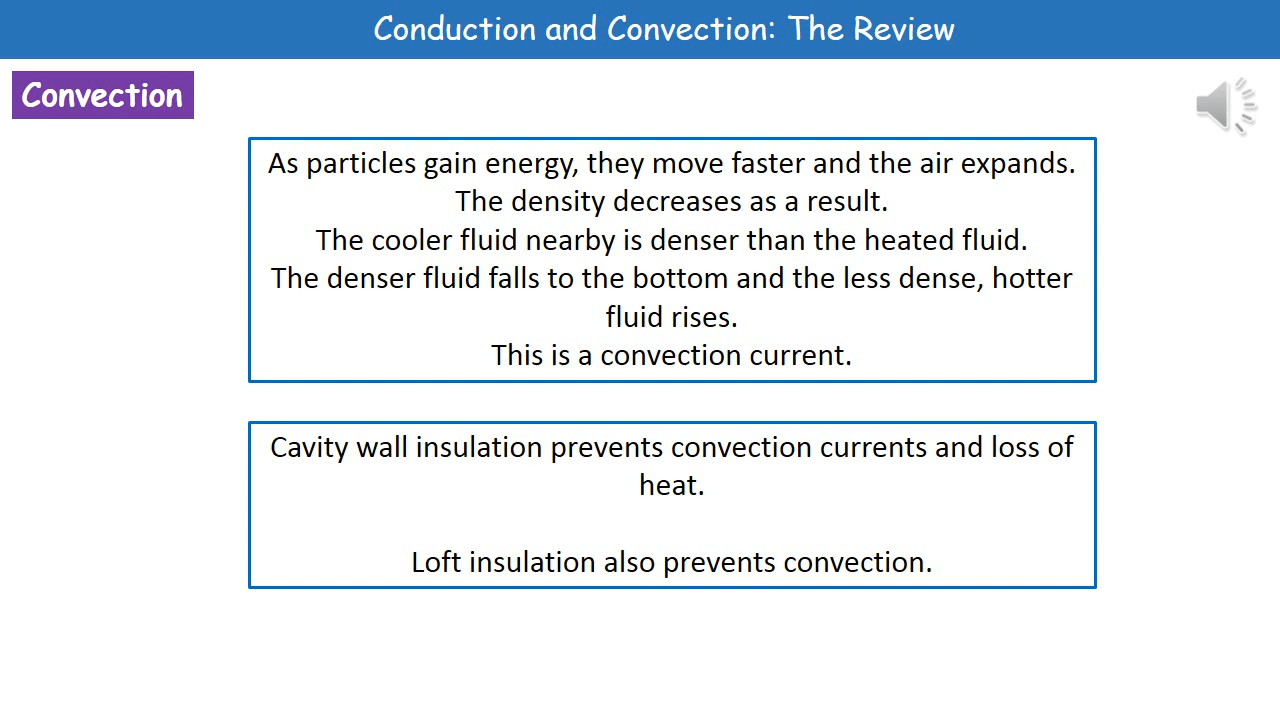 Conduction and Convection: The Review
Convection
As particles gain energy, they move faster and the air expands.
The density decreases as a result.
The cooler fluid nearby is denser than the heated fluid.
The denser fluid falls to the bottom and the less dense, hotter
fluid rises.
This is a convection current.
Cavity wall insulation prevents convection currents and loss of
heat.
Loft insulation also prevents convection.